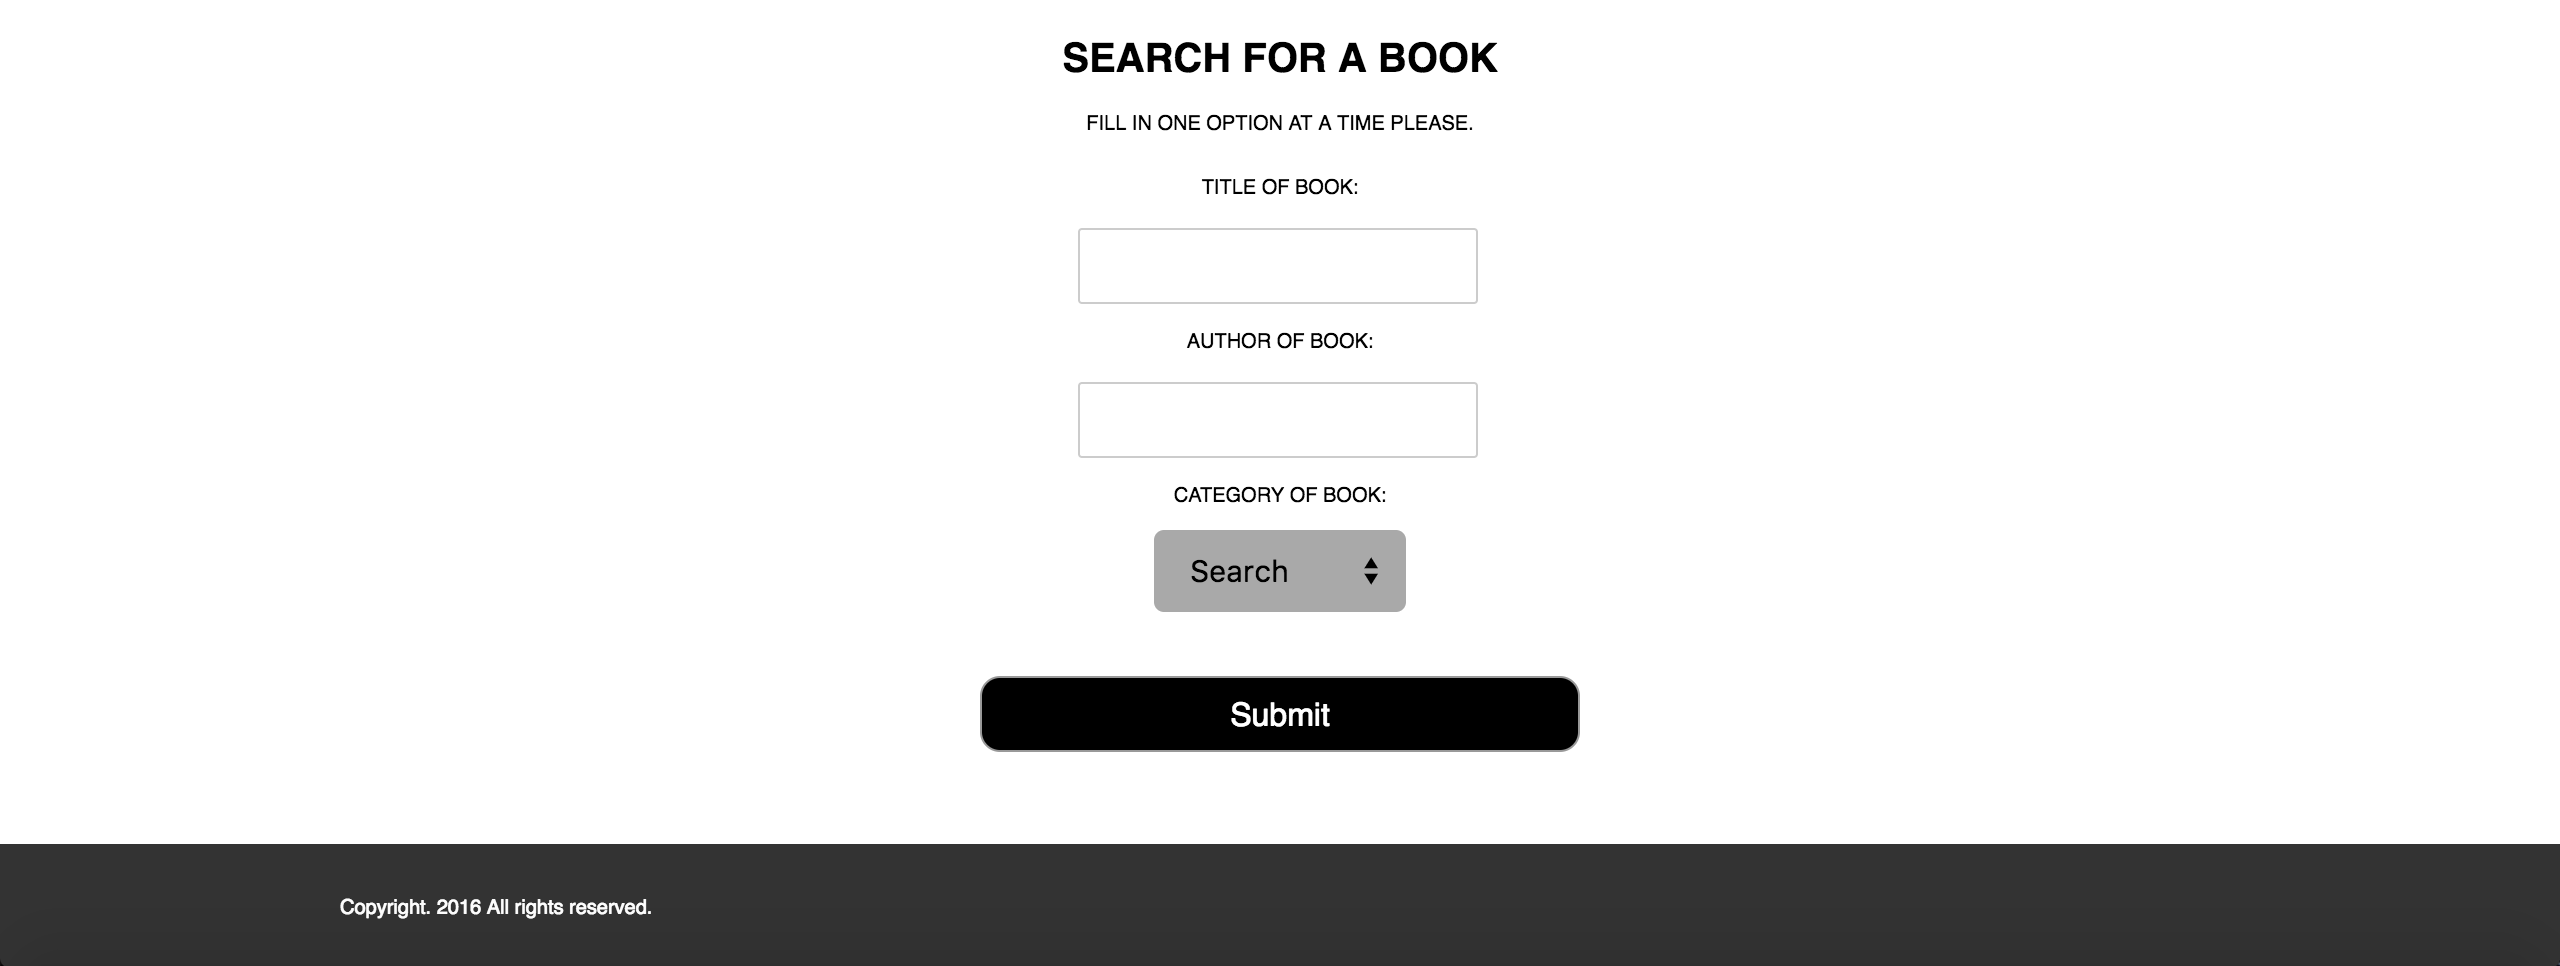 SEARCH FOR A BOOK
FILL IN ONE OPTION AT A TIME PLEASE.
TITLE OF BOOK:
AUTHOR OF BOOK:
CATEGORY OF BOOK:
Search
Submit
Copyright. 2016 All rights reserved.